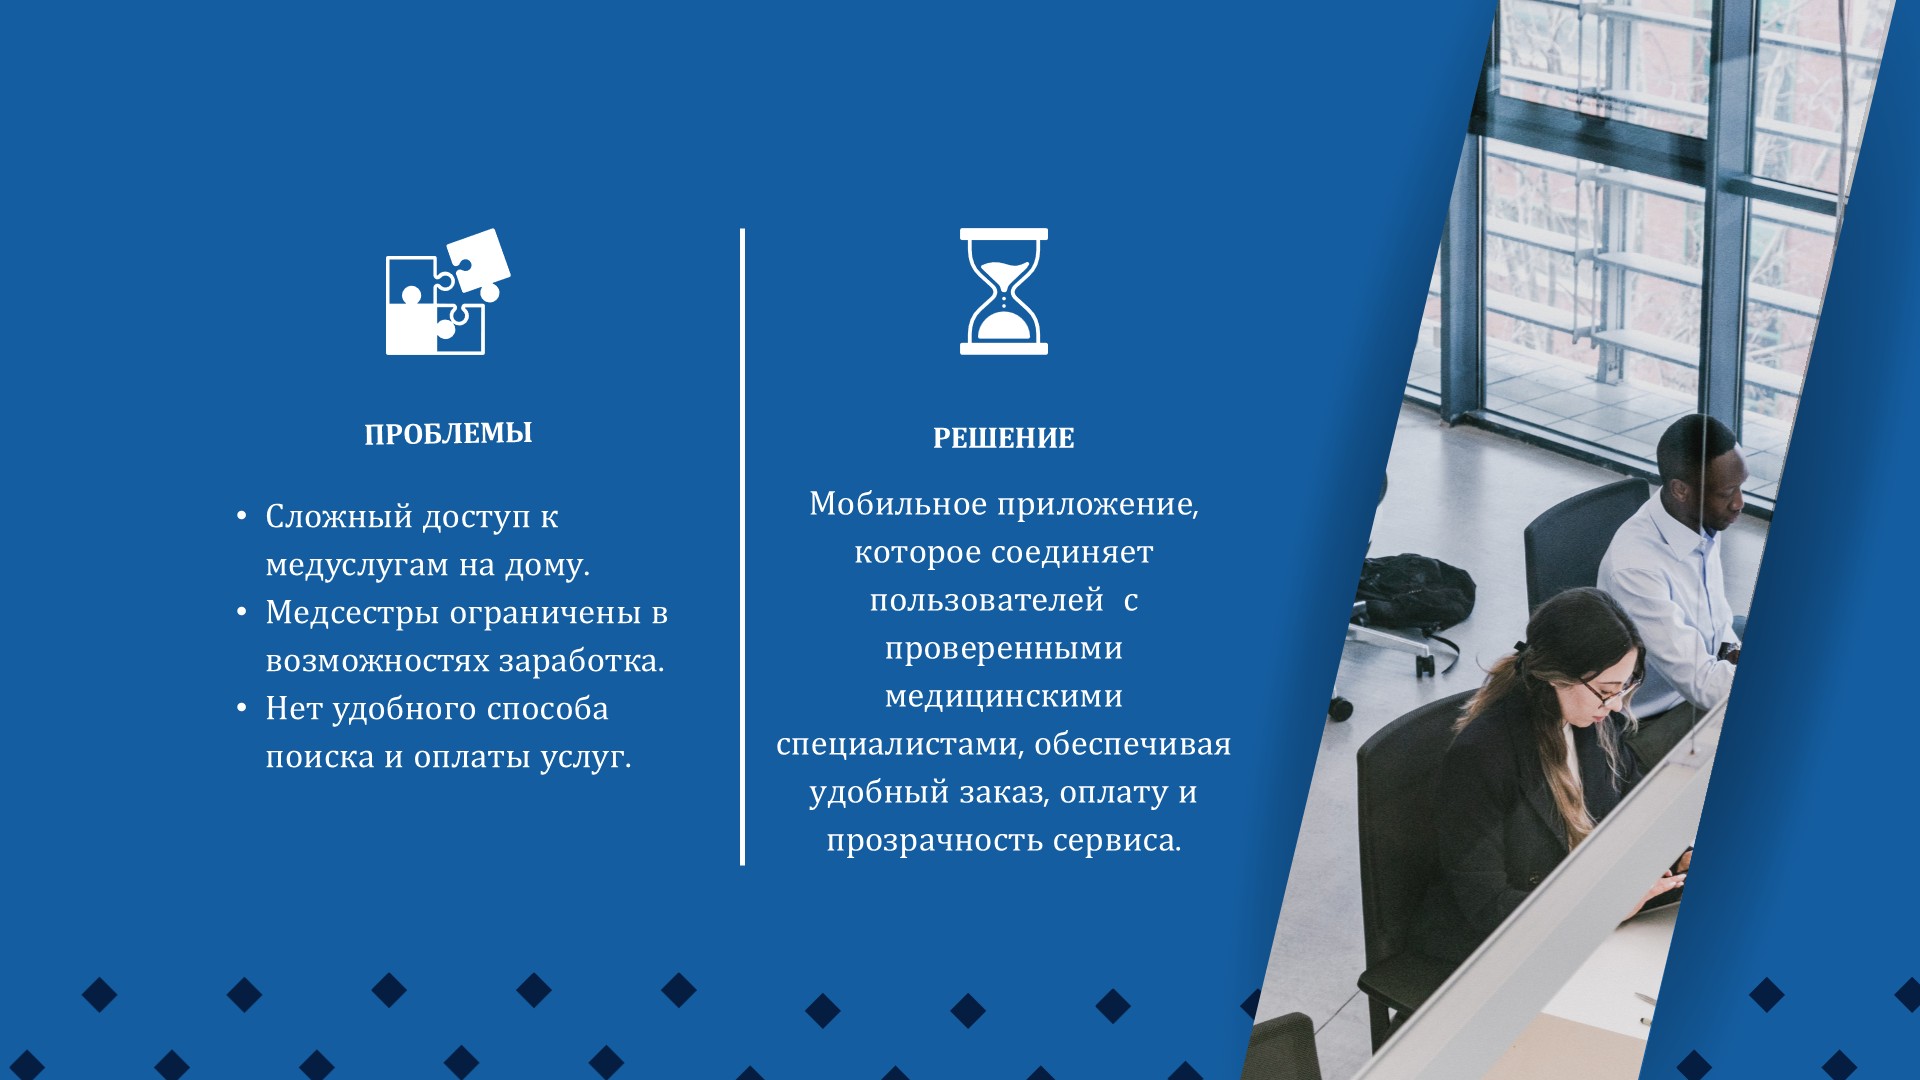 ПРОБЛЕМЫ
• Сложный доступ к
медуслугам на дому.
• Медсестры ограничены в
возможностях заработка.
• Нет удобного способа
поиска и оплаты услуг.
РЕШЕНИЕ
Мобильное приложение,
которое соединяет
пользователей  с
проверенными
медицинскими
специалистами, обеспечивая
удобный заказ, оплату и
прозрачность сервиса.